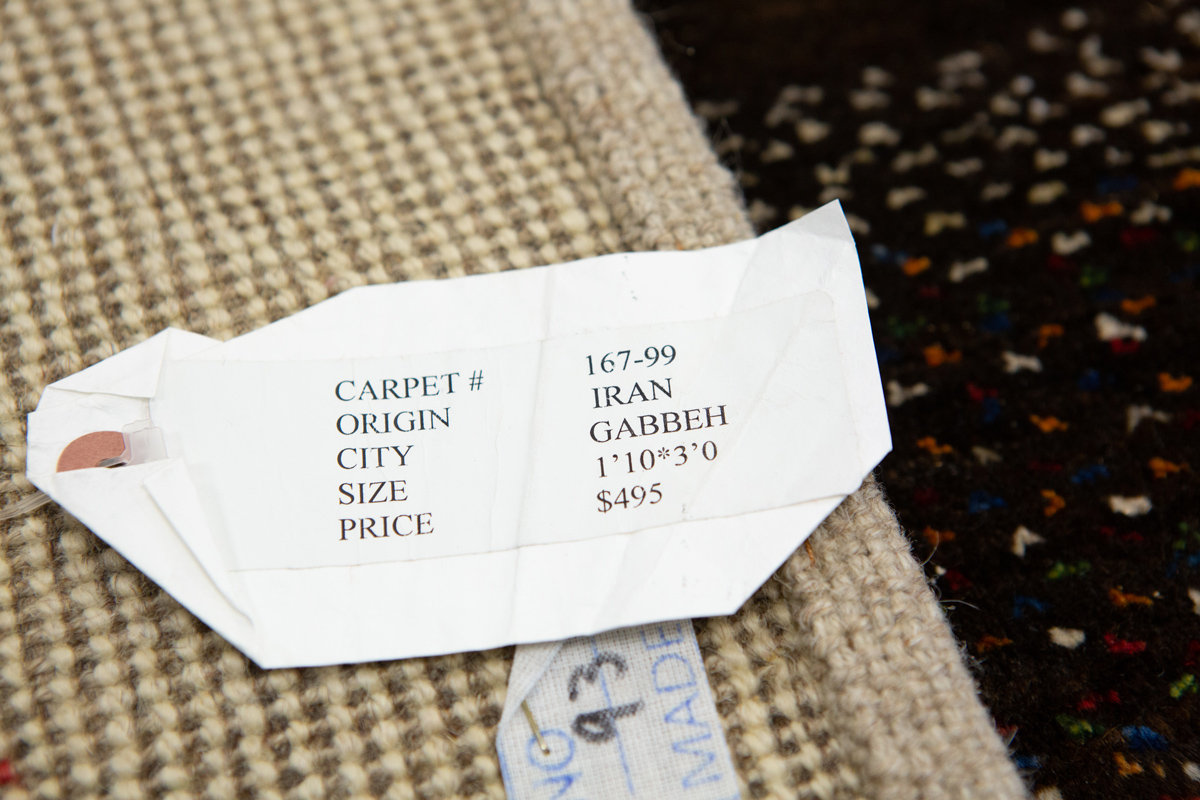 CARPET # 167-99
ORIGIN IRAN
CITY GABBEH
SIZE 1’10*3’0
PRICE $495
NO 93
MADE